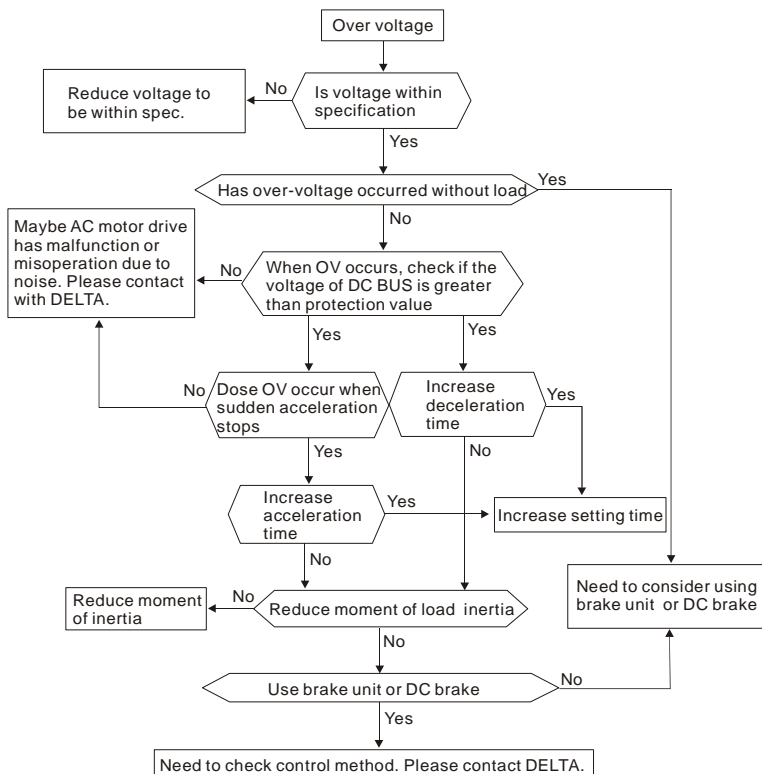 Over voltage
Reduce voltage to
be within spec.
No
Is voltage within
specification
Yes
Has over-voltage occurred without load
Yes
No
Maybe AC motor drive
has malfunction or
misoperation due to
noise. Please contact
with DELTA.
No
When OV occurs, check if the
voltage of DC BUS is greater
than protection value
Yes
Yes
No
Dose OV occur when
sudden acceleration
stops
Increase
deceleration
time
Yes
Yes
No
Increase
acceleration
time
Yes
Increase setting time
No
Reduce moment
of inertia
No
Reduce moment of load inertia
Need to consider using
brake unit or DC brake
No
Use brake unit or DC brake
No
Yes
Need to check control method. Please contact DELTA.